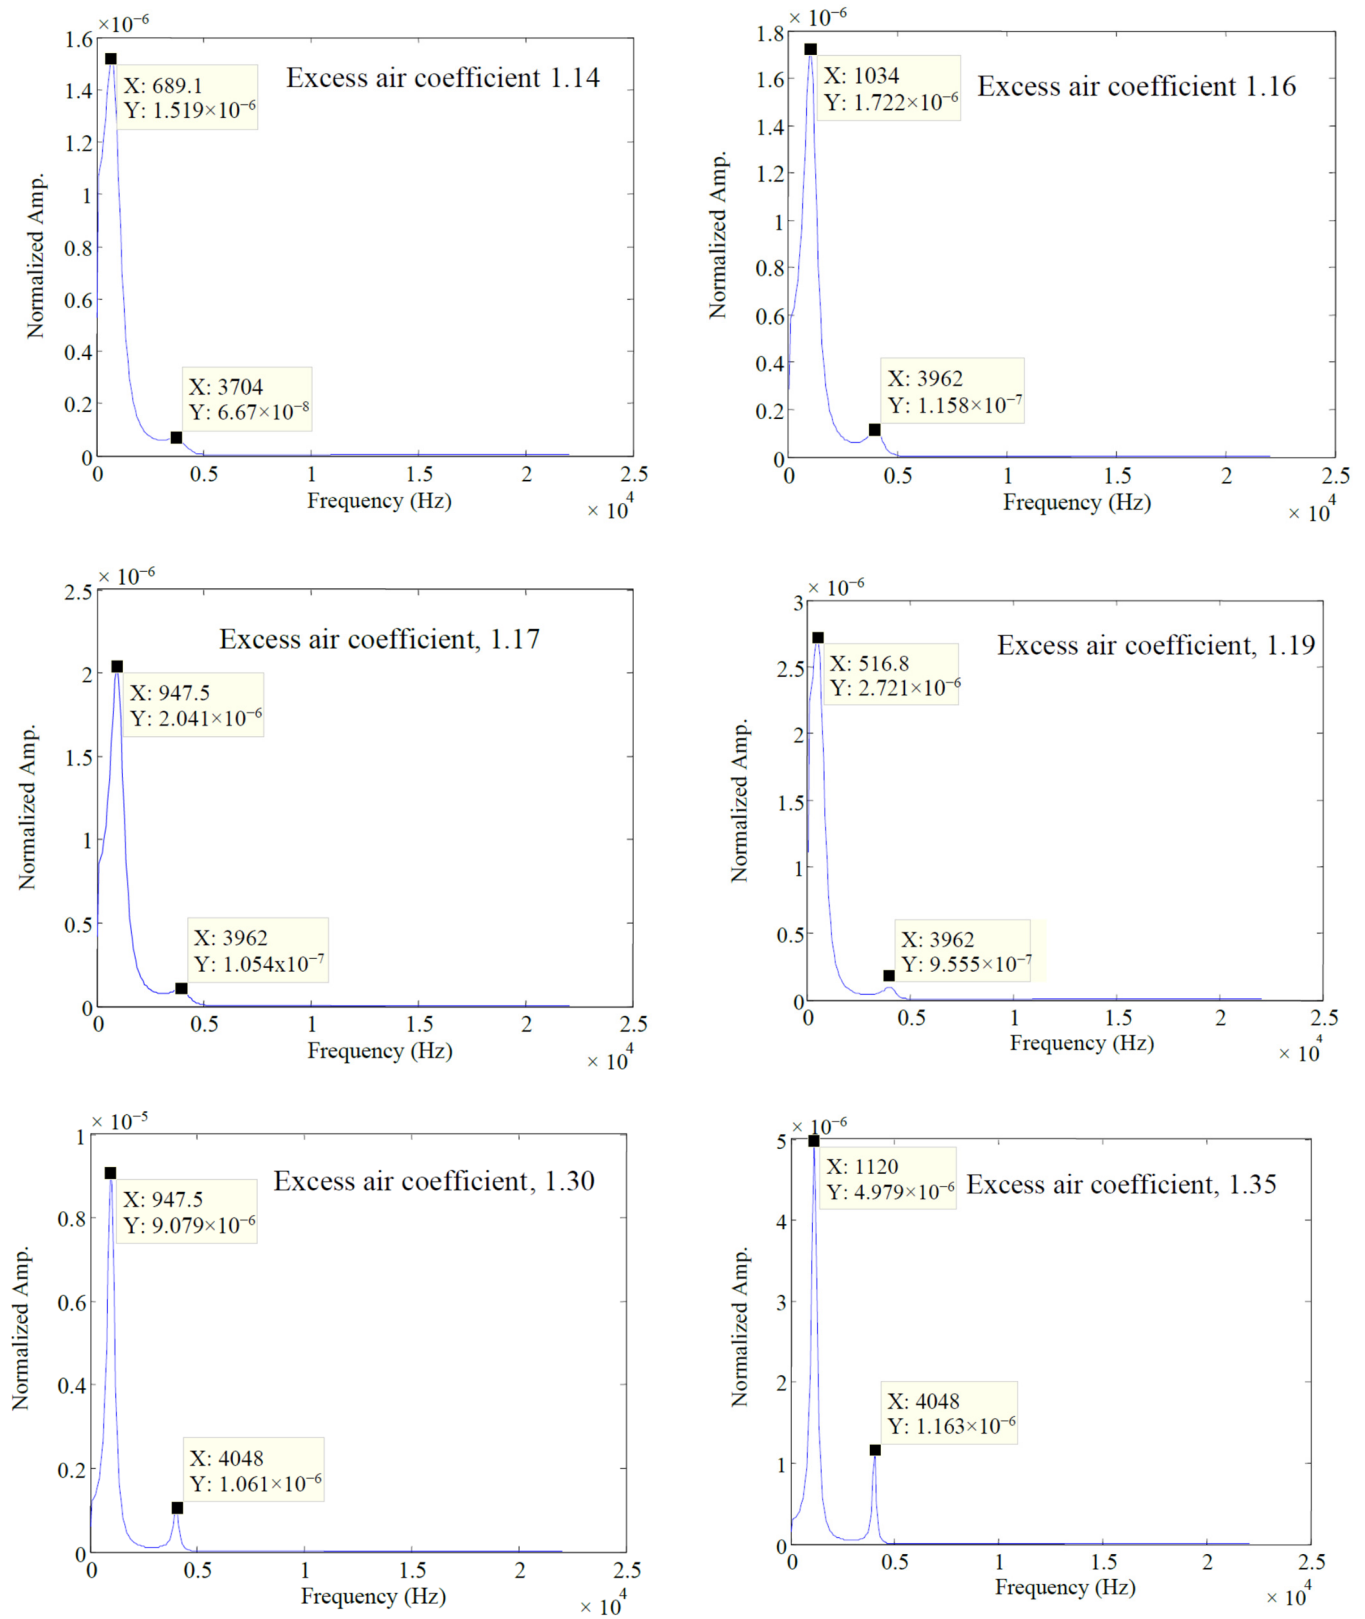 ×10⁻⁶
1.6
1.4
1.2
1
0.8
0.6
0.4
0.2
0
Normalized Amp.
X: 689.1
Y: 1.519×10⁻⁶
Excess air coefficient 1.14
X: 3704
Y: 6.67×10⁻⁸
0 0.5 1 1.5 2 2.5
Frequency (Hz)
× 10⁴
× 10⁻⁶
1.8
1.6
1.4
1.2
1
0.8
0.6
0.4
0.2
0
Normalized Amp.
X: 1034
Y: 1.722×10⁻⁶
Excess air coefficient 1.16
X: 3962
Y: 1.158×10⁻⁷
0 0.5 1 1.5 2 2.5
Frequency (Hz)
× 10⁴
× 10⁻⁶
2.5
2
1.5
1
0.5
0
Normalized Amp.
Excess air coefficient, 1.17
X: 947.5
Y: 2.041×10⁻⁶
X: 3962
Y: 1.054x10⁻⁷
0 0.5 1 1.5 2 2.5
Frequency (Hz)
× 10⁴
× 10⁻⁶
3
2.5
2
1.5
1
0.5
0
Normalized Amp.
Excess air coefficient, 1.19
X: 516.8
Y: 2.721×10⁻⁶
X: 3962
Y: 9.555×10⁻⁷
0 0.5 1 1.5 2 2.5
Frequency (Hz)
× 10⁴
× 10⁻⁵
1
0.8
0.6
0.4
0.2
0
Normalized Amp.
Excess air coefficient, 1.30
X: 947.5
Y: 9.079×10⁻⁶
X: 4048
Y: 1.061×10⁻⁶
0 0.5 1 1.5 2 2.5
Frequency (Hz)
× 10⁴
× 10⁻⁶
5
4
3
2
1
0
Normalized Amp.
X: 1120
Y: 4.979×10⁻⁶
Excess air coefficient, 1.35
X: 4048
Y: 1.163×10⁻⁶
0 0.5 1 1.5 2 2.5
Frequency (Hz)
× 10⁴